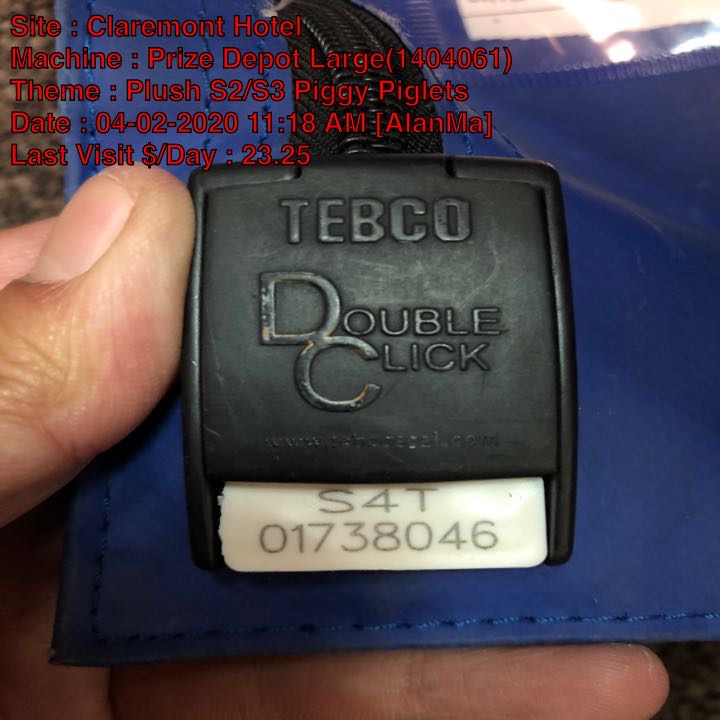 Site : Claremont Hotel
Machine : Prize Depot Large(1404061)
Theme : Plush S2/S3 Piggy Piglets
Date : 04-02-2020 11:18 AM [AlanMa]
Last Visit $/Day : 23.25
TEBCO
DOUBLE
CLICK
S4T
01738046